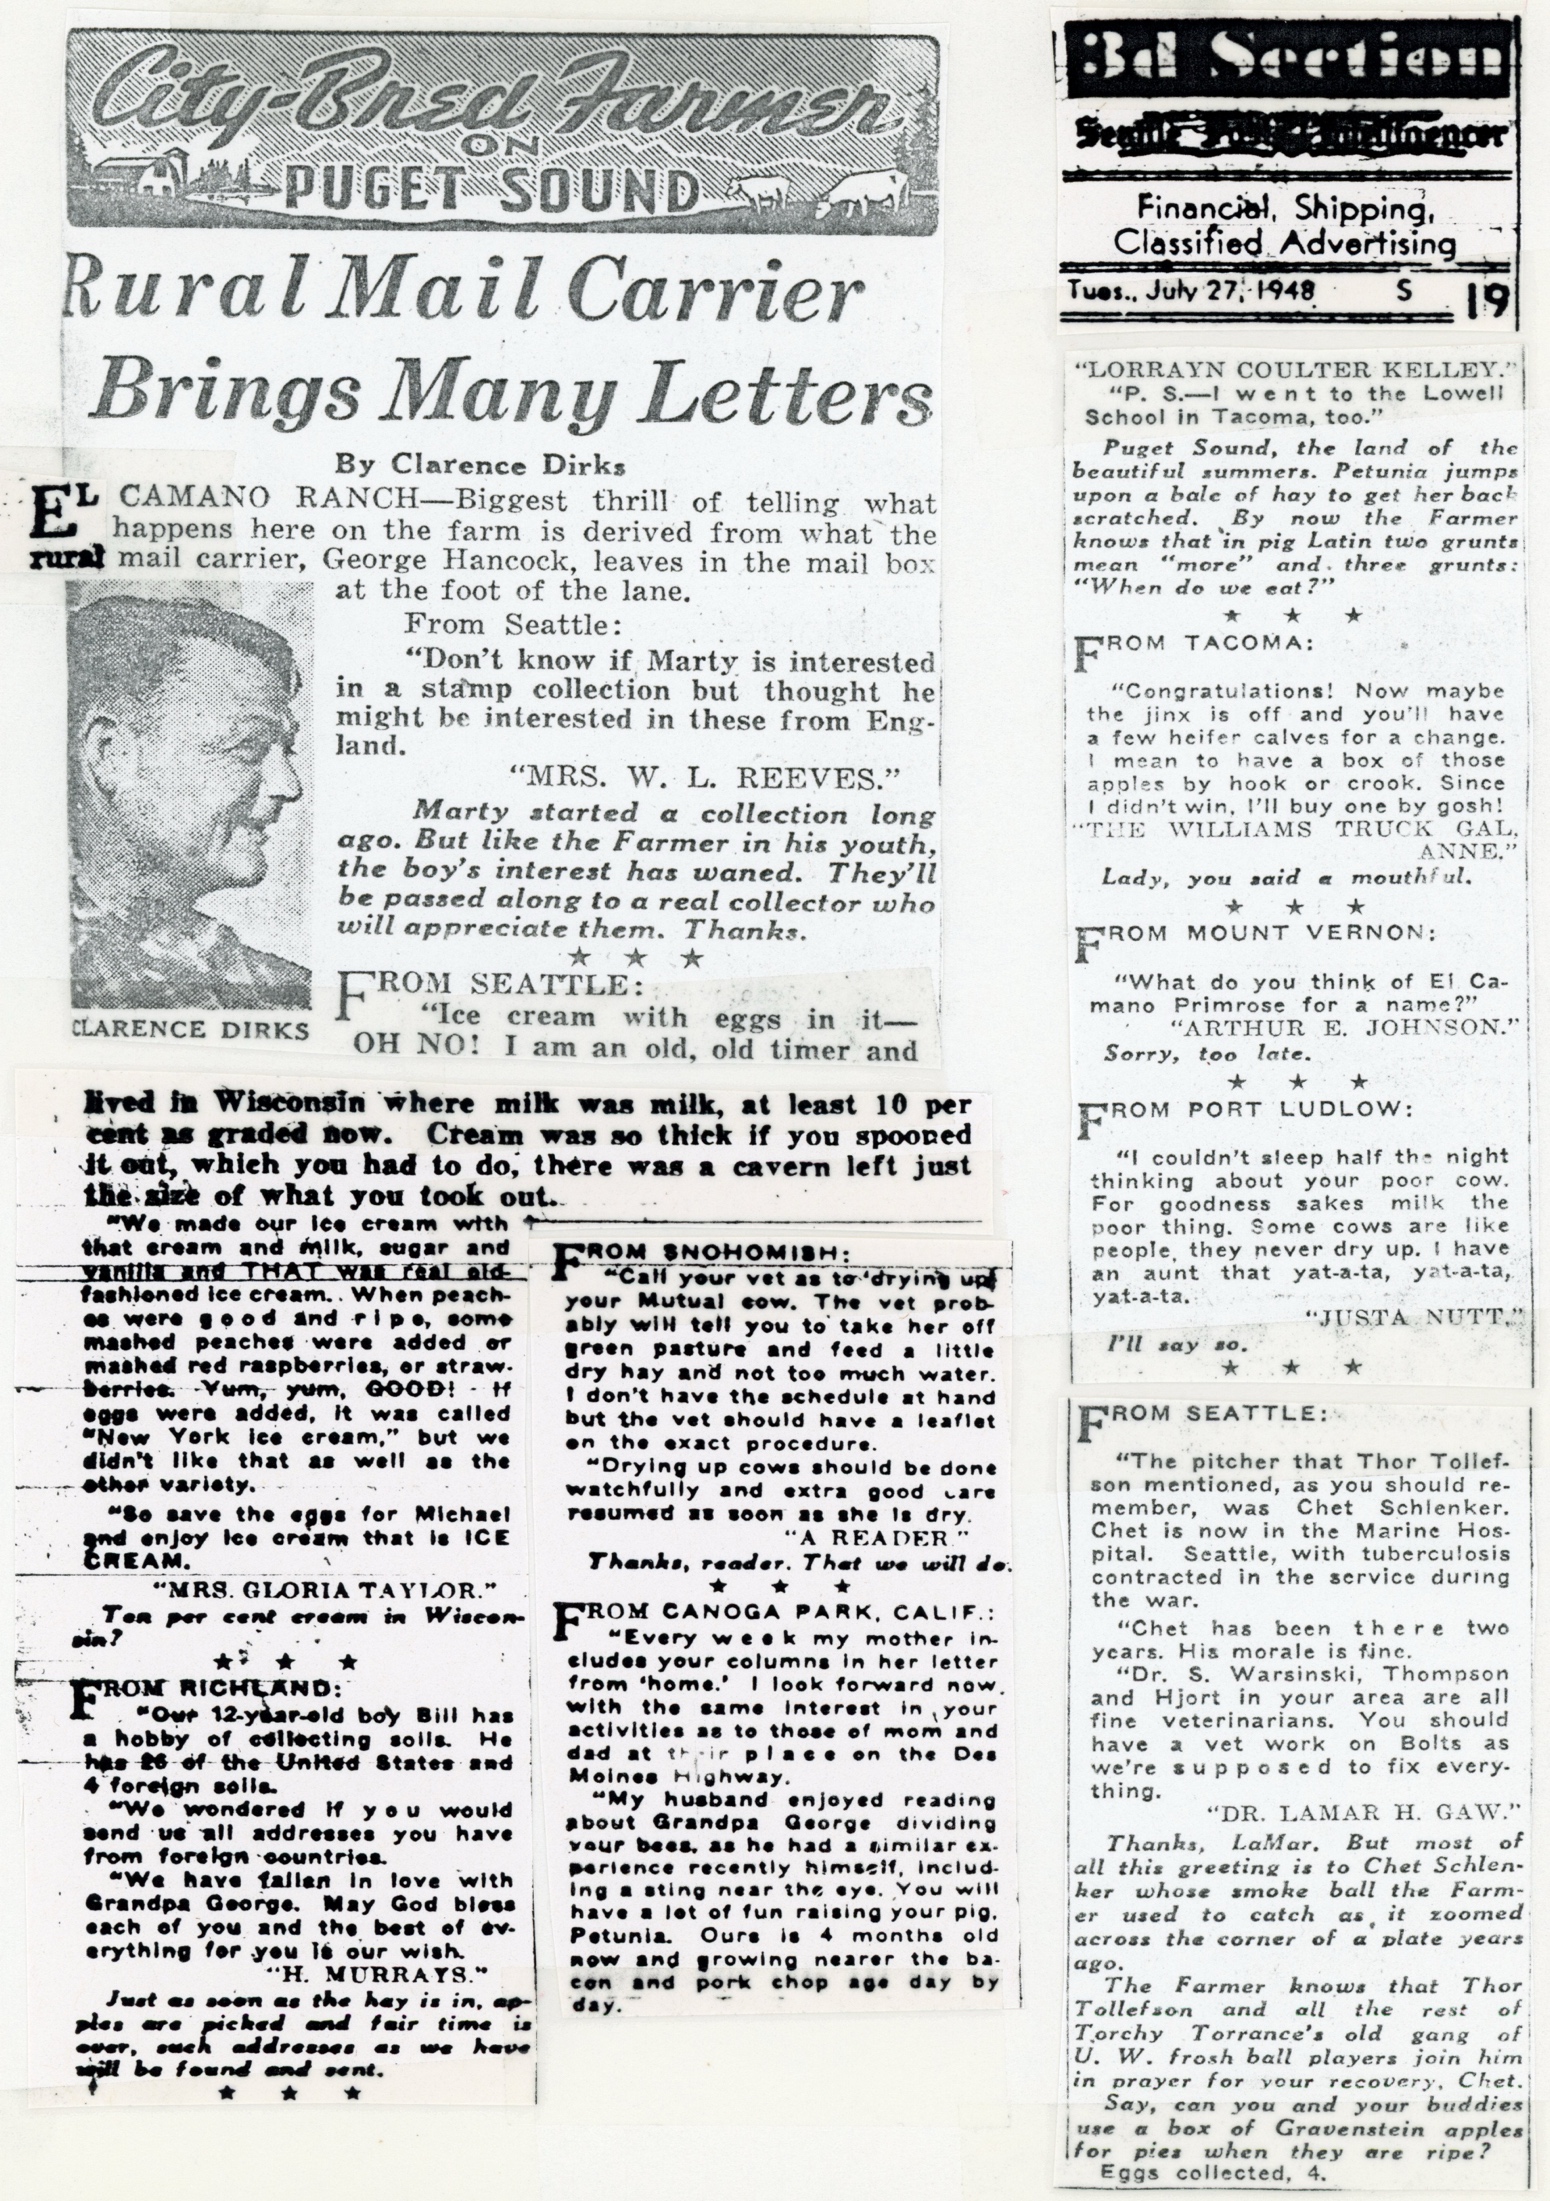 City-Bred Farmer
ON
PUGET SOUND
Rural Mail Carrier
Brings Many Letters
By Clarence Dirks
EL CAMANO RANCH—Biggest thrill of telling what
happens here on the farm is derived from what the
rural mail carrier, George Hancock, leaves in the mail box
at the foot of the lane.
From Seattle:
“Don't know if Marty is interested
in a stamp collection but thought he
might be interested in these from Eng-
land.
“MRS. W. L. REEVES.”
Marty started a collection long
ago. But like the Farmer in his youth,
the boy's interest has waned. They'll
be passed along to a real collector who
will appreciate them. Thanks.
★ ★ ★
CLARENCE DIRKS
FROM SEATTLE:
“Ice cream with eggs in it—
OH NO! I am an old, old timer and
lived in Wisconsin where milk was milk, at least 10 per
cent as graded now. Cream was so thick if you spooned
it out, which you had to do, there was a cavern left just
the size of what you took out.
“We made our ice cream with
that cream and milk, sugar and
vanilla and THAT was real old-
fashioned ice cream. When peach-
es were good and ripe, some
mashed peaches were added or
mashed red raspberries, or straw-
berries. Yum, yum, GOOD! If
eggs were added, it was called
“New York ice cream,” but we
didn't like that as well as the
other variety.
“So save the eggs for Michael
and enjoy ice cream that is ICE
CREAM.
“MRS. GLORIA TAYLOR.”
Ten per cent cream in Wiscon-
sin?
★ ★ ★
FROM RICHLAND:
“Our 12-year-old boy Bill has
a hobby of collecting soils. He
has 26 of the United States and
4 foreign soils.
“We wondered if you would
send us all addresses you have
from foreign countries.
“We have fallen in love with
Grandpa George. May God bless
each of you and the best of ev-
erything for you is our wish.
“H. MURRAYS.”
Just as soon as the hay is in, ap-
ples are picked and fair time is
over, such addresses as we have
will be found and sent.
★ ★ ★
FROM SNOHOMISH:
“Call your vet as to 'drying up'
your Mutual cow. The vet prob-
ably will tell you to take her off
green pasture and feed a little
dry hay and not too much water.
I don't have the schedule at hand
but the vet should have a leaflet
on the exact procedure.
“Drying up cows should be done
watchfully and extra good care
resumed as soon as she is dry.
“A READER.”
Thanks, reader. That we will do.
★ ★ ★
FROM CANOGA PARK, CALIF.:
“Every week my mother in-
cludes your columns in her letter
from 'home.' I look forward now
with the same interest in your
activities as to those of mom and
dad at their place on the Des
Moines Highway.
“My husband enjoyed reading
about Grandpa George dividing
your bees, as he had a similar ex-
perience recently himself, includ-
ing a sting near the eye. You will
have a lot of fun raising your pig,
Petunia. Ours is 4 months old
now and growing nearer the ba-
con and pork chop age day by
day.
3d Section
Seattle Post-Intelligencer
Financial, Shipping,
Classified Advertising
Tues., July 27, 1948 S 19
“LORRAYN COULTER KELLEY.”
“P. S.—I went to the Lowell
School in Tacoma, too.”
Puget Sound, the land of the
beautiful summers. Petunia jumps
upon a bale of hay to get her back
scratched. By now the Farmer
knows that in pig Latin two grunts
mean “more” and three grunts:
“When do we eat?”
★ ★ ★
FROM TACOMA:
“Congratulations! Now maybe
the jinx is off and you'll have
a few heifer calves for a change.
I mean to have a box of those
apples by hook or crook. Since
I didn't win, I'll buy one by gosh!
“THE WILLIAMS TRUCK GAL,
ANNE.”
Lady, you said a mouthful.
★ ★ ★
FROM MOUNT VERNON:
“What do you think of El Ca-
mano Primrose for a name?”
“ARTHUR E. JOHNSON.”
Sorry, too late.
★ ★ ★
FROM PORT LUDLOW:
“I couldn't sleep half the night
thinking about your poor cow.
For goodness sakes milk the
poor thing. Some cows are like
people, they never dry up. I have
an aunt that yat-a-ta, yat-a-ta,
yat-a-ta.
“JUSTA NUTT.”
I'll say so.
★ ★ ★
FROM SEATTLE:
“The pitcher that Thor Tollef-
son mentioned, as you should re-
member, was Chet Schlenker.
Chet is now in the Marine Hos-
pital. Seattle, with tuberculosis
contracted in the service during
the war.
“Chet has been there two
years. His morale is fine.
“Dr. S. Warsinski, Thompson
and Hjort in your area are all
fine veterinarians. You should
have a vet work on Bolts as
we're supposed to fix every-
thing.
“DR. LAMAR H. GAW.”
Thanks, LaMar. But most of
all this greeting is to Chet Schlen-
ker whose smoke ball the Farm-
er used to catch as it zoomed
across the corner of a plate years
ago.
The Farmer knows that Thor
Tollefson and all the rest of
Torchy Torrance's old gang of
U. W. frosh ball players join him
in prayer for your recovery, Chet.
Say, can you and your buddies
use a box of Gravenstein apples
for pies when they are ripe?
Eggs collected, 4.